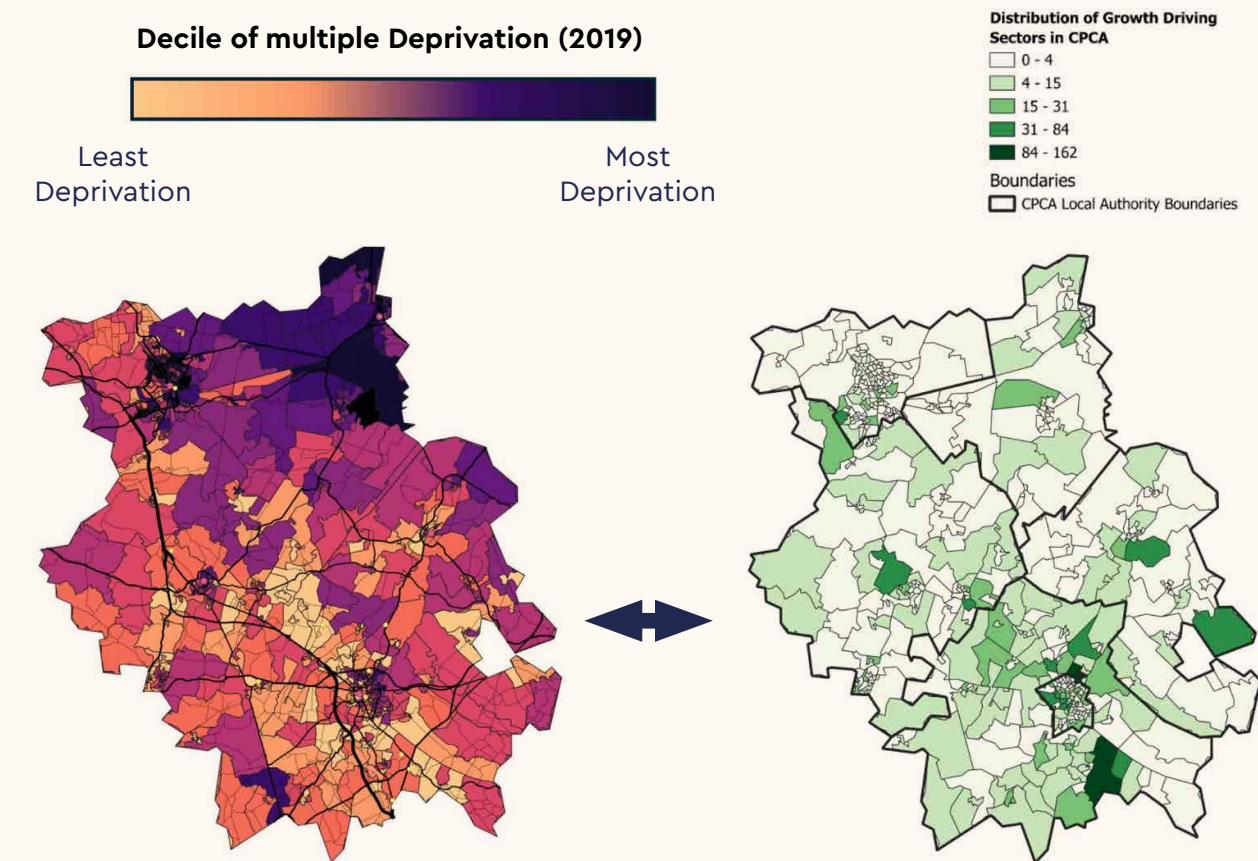 Decile of multiple Deprivation (2019)
Least
Deprivation
Most
Deprivation
Distribution of Growth Driving
Sectors in CPCA
0 - 4
4 - 15
15 - 31
31 - 84
84 - 162
Boundaries
CPCA Local Authority Boundaries